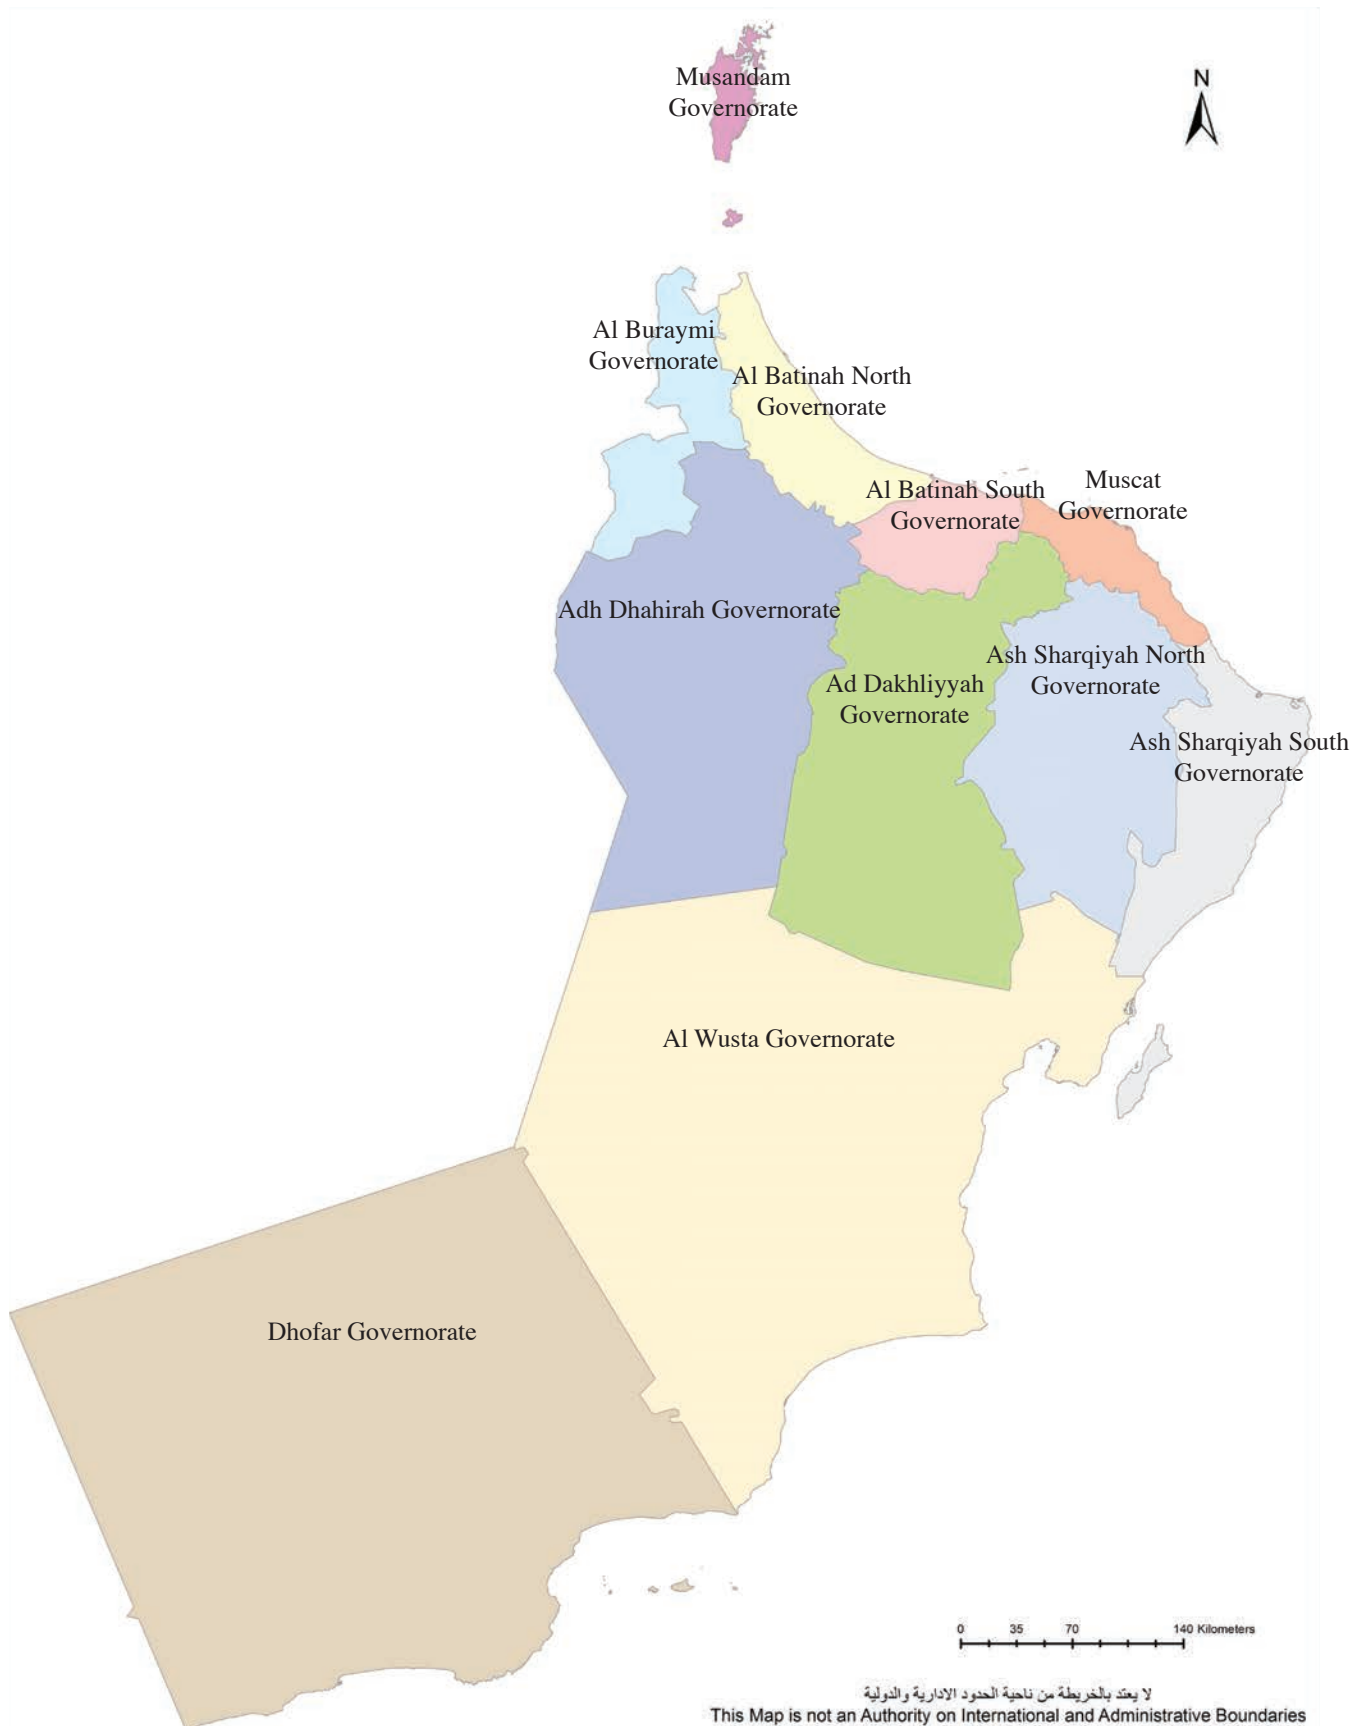 Musandam
Governorate
N
Al Buraymi
Governorate
Al Batinah North
Governorate
Al Batinah South
Governorate
Muscat
Governorate
Adh Dhahirah Governorate
Ash Sharqiyah North
Governorate
Ad Dakhliyyah
Governorate
Ash Sharqiyah South
Governorate
Al Wusta Governorate
Dhofar Governorate
0 35 70 140 Kilometers
لا يعتد بالخريطة من ناحية الحدود الادارية والدولية
This Map is not an Authority on International and Administrative Boundaries